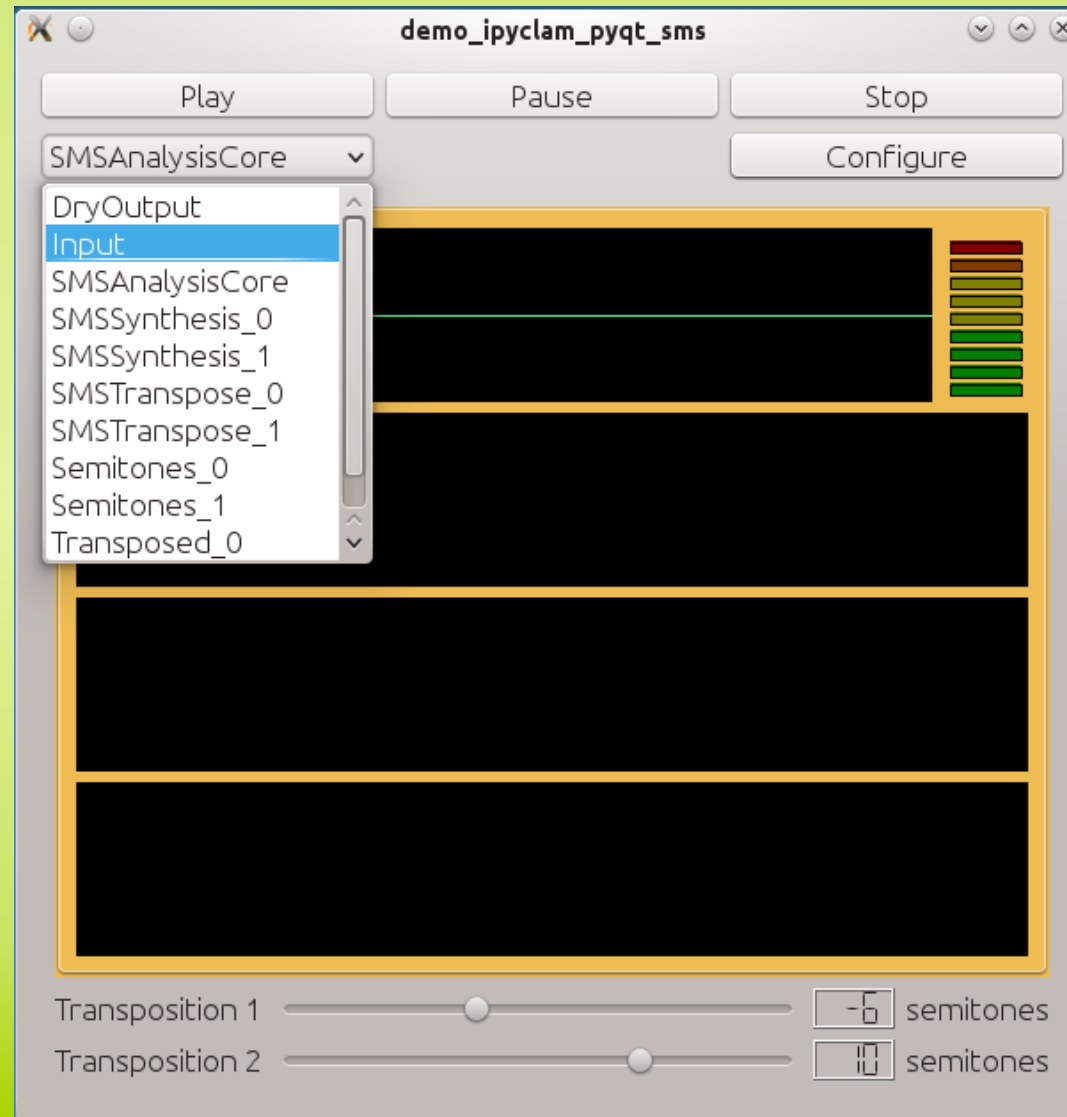 demo_ipyclam_pyqt_sms
Play Pause Stop
SMSAnalysisCore Configure
DryOutput
Input
SMSAnalysisCore
SMSSynthesis_0
SMSSynthesis_1
SMSTranspose_0
SMSTranspose_1
Semitones_0
Semitones_1
Transposed_0
Transposition 1 -6 semitones
Transposition 2 10 semitones